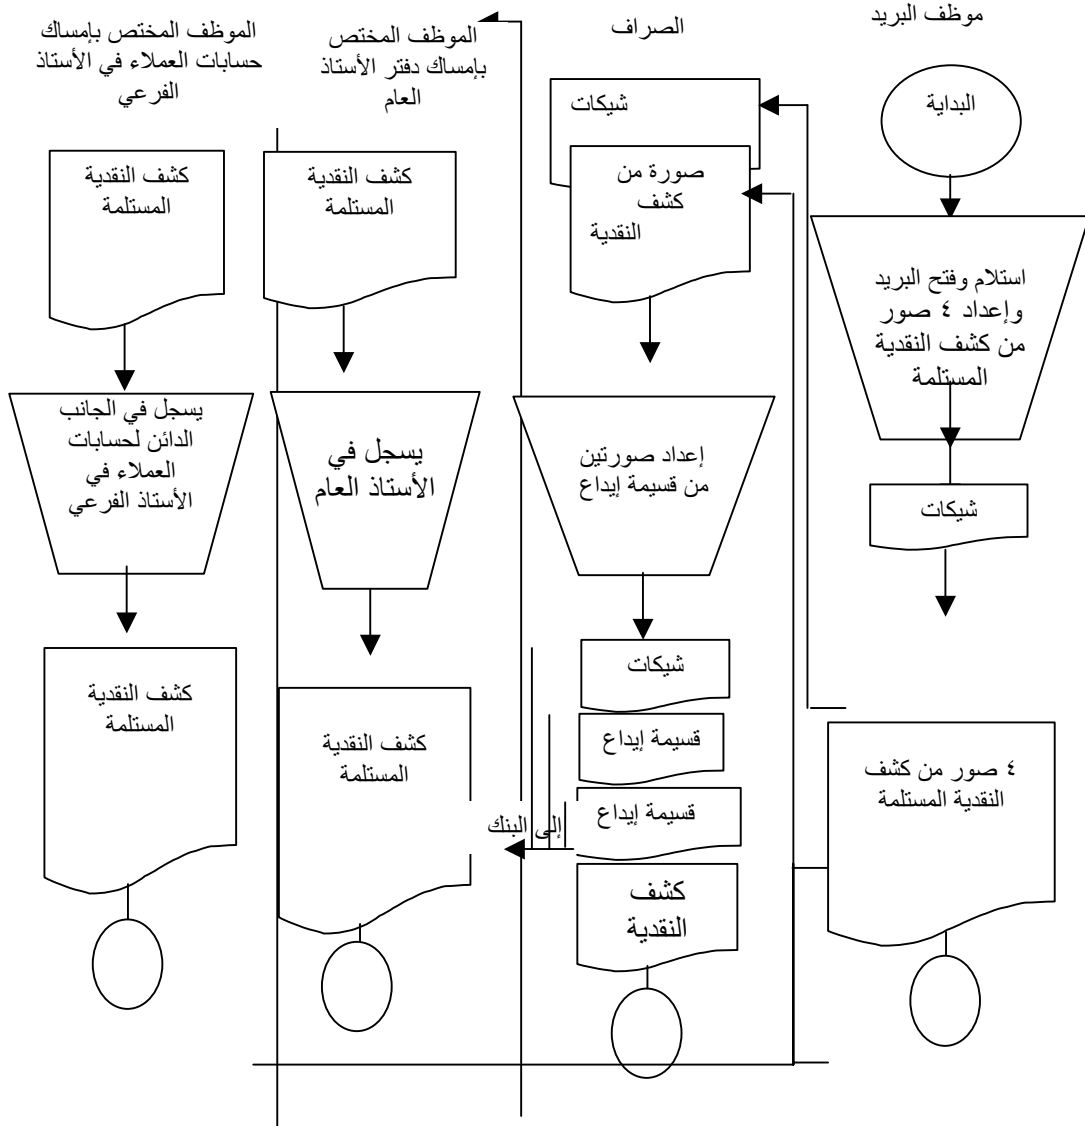 موظف البريد
البداية
استلام وفتح البريد
وإعداد ٤ صور
من كشف النقدية
المستلمة
شيكات
٤ صور من كشف
النقدية المستلمة
الصراف
شيكات
صورة من
كشف
النقدية
إعداد صورتين
من قسيمة إيداع
شيكات
قسيمة إيداع
قسيمة إيداع
إلى البنك
كشف
النقدية
الموظف المختص
بإمساك دفتر الأستاذ
العام
كشف النقدية
المستلمة
يسجل في
الأستاذ العام
كشف النقدية
المستلمة
الموظف المختص بإمساك
حسابات العملاء في الأستاذ
الفرعي
كشف النقدية
المستلمة
يسجل في الجانب
الدائن لحسابات
العملاء في
الأستاذ الفرعي
كشف النقدية
المستلمة